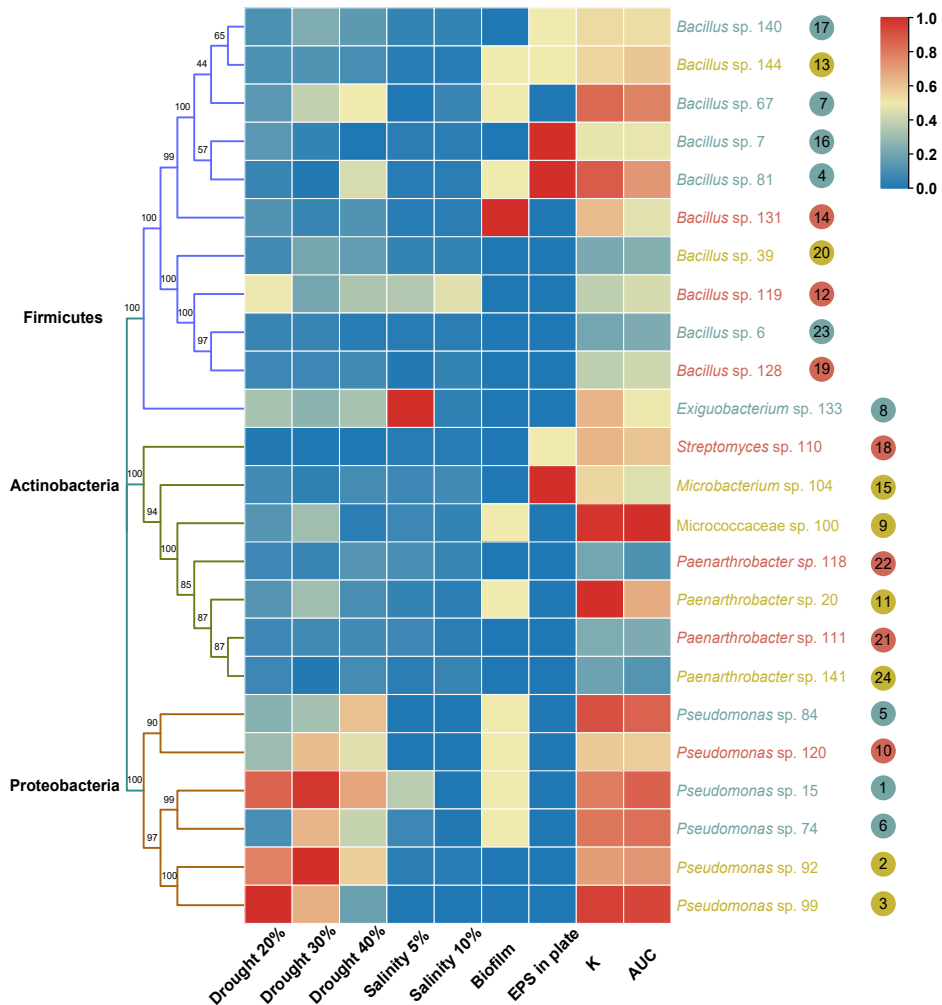 Bacillus sp. 140 17
Bacillus sp. 144 13
Bacillus sp. 67 7
Bacillus sp. 7 16
Bacillus sp. 81 4
Bacillus sp. 131 14
Bacillus sp. 39 20
Bacillus sp. 119 12
Bacillus sp. 6 23
Bacillus sp. 128 19
Exiguobacterium sp. 133 8
Streptomyces sp. 110 18
Microbacterium sp. 104 15
Micrococcaceae sp. 100 9
Paenarthrobacter sp. 118 22
Paenarthrobacter sp. 20 11
Paenarthrobacter sp. 111 21
Paenarthrobacter sp. 141 24
Pseudomonas sp. 84 5
Pseudomonas sp. 120 10
Pseudomonas sp. 15 1
Pseudomonas sp. 74 6
Pseudomonas sp. 92 2
Pseudomonas sp. 99 3
1.0
0.8
0.6
0.4
0.2
0.0
Firmicutes
Actinobacteria
Proteobacteria
65
44
100
57
99
100
100
100
97
100
100
94
100
85
87
87
90
100
99
97
100
Drought 20%
Drought 30%
Drought 40%
Salinity 5%
Salinity 10%
Biofilm
EPS in plate
K
AUC